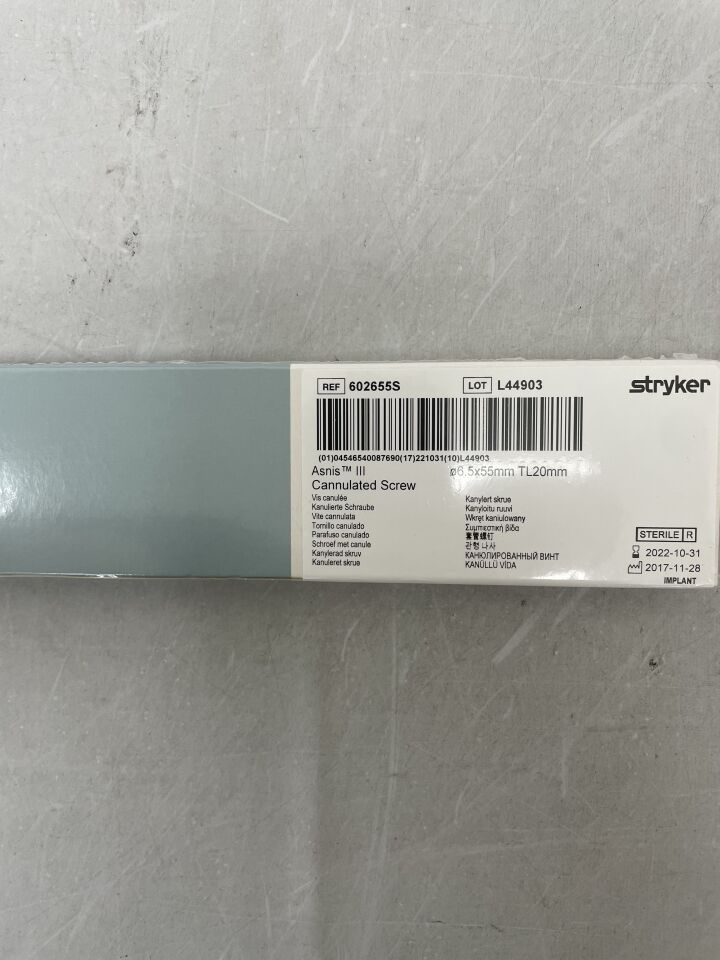 REF 602655S LOT L44903 stryker
(01)04546540087690(17)221031(10)L44903
Asnis™ III ø6,5x55mm TL20mm
Cannulated Screw
Vis canulée
Kanulierte Schraube
Vite cannulata
Tornillo canulado
Parafuso canulado
Schroef met canule
Kanylerad skruv
Kanuleret skrue
Kanylert skrue
Kanyloitu ruuvi
Wkręt kaniulowany
Συμπιεστική βίδα
套管螺钉
관형 나사
КАНЮЛИРОВАННЫЙ ВИНТ
KANÜLLÜ VİDA
STERILE R
2022-10-31
2017-11-28
IMPLANT